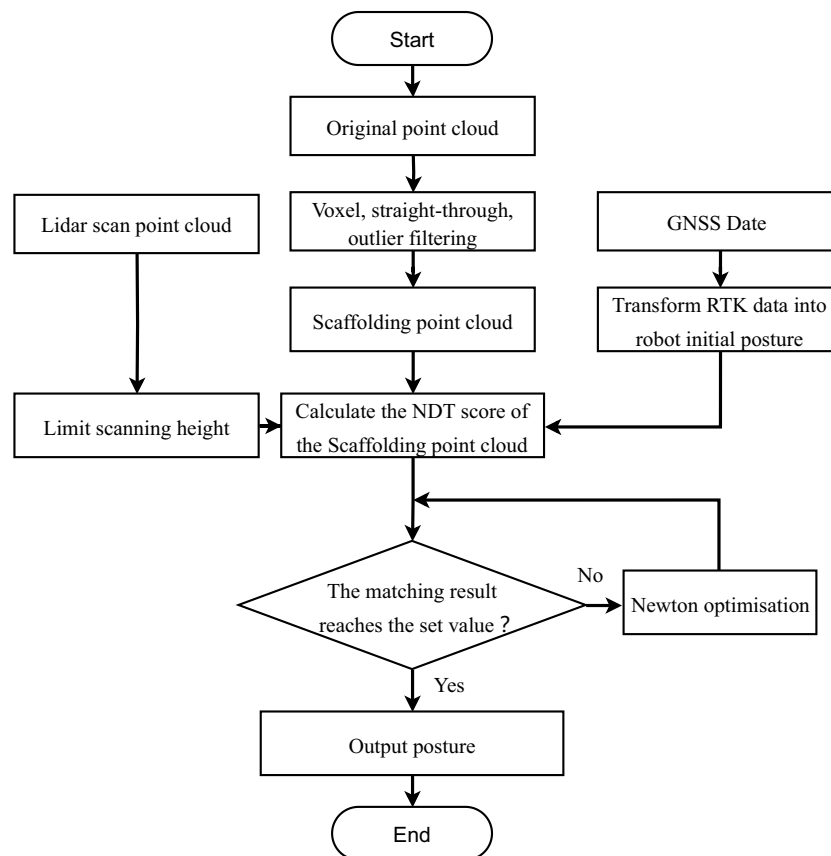 Start
Original point cloud
Voxel, straight-through,
outlier filtering
Lidar scan point cloud
GNSS Date
Scaffolding point cloud
Transform RTK data into
robot initial posture
Limit scanning height
Calculate the NDT score of
the Scaffolding point cloud
The matching result
reaches the set value？
No
Newton optimisation
Yes
Output posture
End